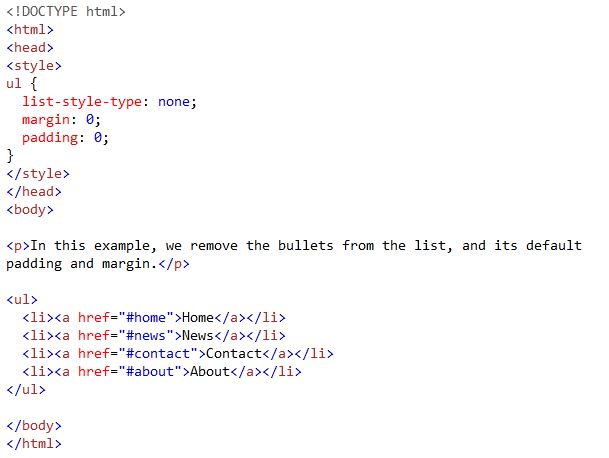 <!DOCTYPE html>
<html>
<head>
<style>
ul {
  list-style-type: none;
  margin: 0;
  padding: 0;
}
</style>
</head>
<body>

<p>In this example, we remove the bullets from the list, and its default
padding and margin.</p>

<ul>
  <li><a href="#home">Home</a></li>
  <li><a href="#news">News</a></li>
  <li><a href="#contact">Contact</a></li>
  <li><a href="#about">About</a></li>
</ul>

</body>
</html>